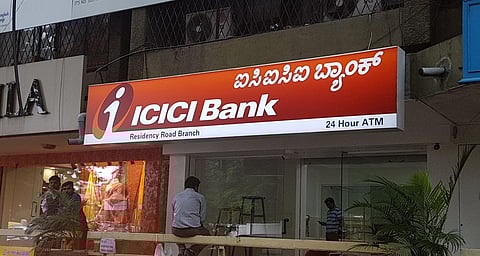 ಐಸಿಐಸಿಐ ಬ್ಯಾಂಕ್
ICICI Bank
Residency Road Branch
24 Hour ATM